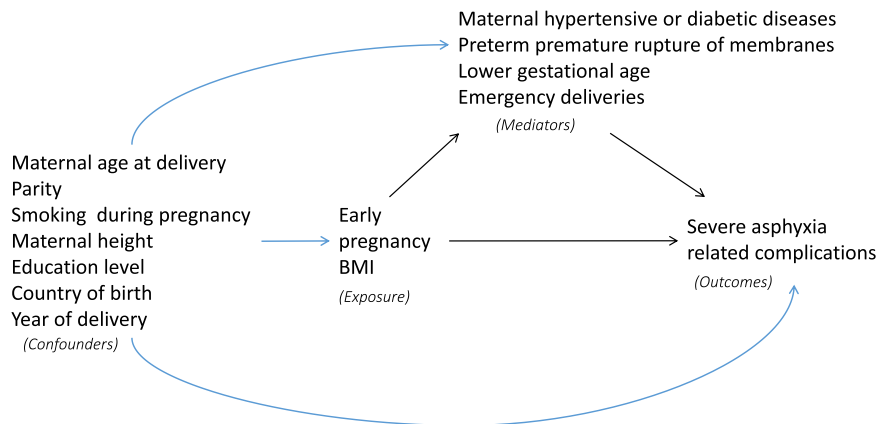 Maternal hypertensive or diabetic diseases
Preterm premature rupture of membranes
Lower gestational age
Emergency deliveries
(Mediators)
Maternal age at delivery
Parity
Smoking during pregnancy
Maternal height
Education level
Country of birth
Year of delivery
(Confounders)
Early
pregnancy
BMI
(Exposure)
Severe asphyxia
related complications
(Outcomes)